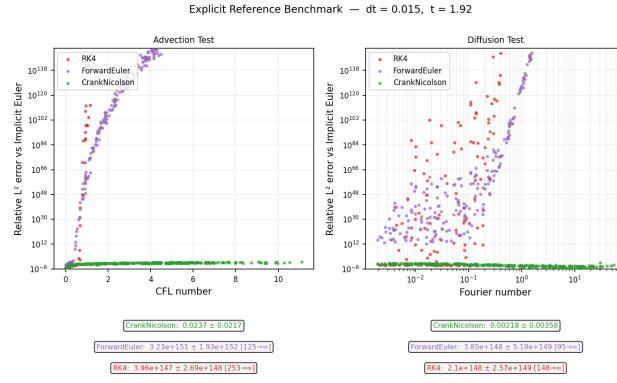 Explicit Reference Benchmark — dt = 0.015, t = 1.92
Advection Test
Relative L² error vs Implicit Euler
10¹³⁸
10¹²⁰
10¹⁰²
10⁸⁴
10⁶⁶
10⁴⁸
10³⁰
10¹²
10⁻⁶
RK4
ForwardEuler
CrankNicolson
0 2 4 6 8 10
CFL number
CrankNicolson: 0.0237 ± 0.0217
ForwardEuler: 3.23e+151 ± 1.93e+152 [125→∞]
RK4: 3.96e+147 ± 2.69e+148 [253→∞]
Diffusion Test
Relative L² error vs Implicit Euler
10¹³⁸
10¹²⁰
10¹⁰²
10⁸⁴
10⁶⁶
10⁴⁸
10³⁰
10¹²
10⁻⁶
RK4
ForwardEuler
CrankNicolson
10⁻² 10⁻¹ 10⁰ 10¹
Fourier number
CrankNicolson: 0.00218 ± 0.00358
ForwardEuler: 3.85e+148 ± 5.19e+149 [95→∞]
RK4: 2.1e+148 ± 2.57e+149 [148→∞]